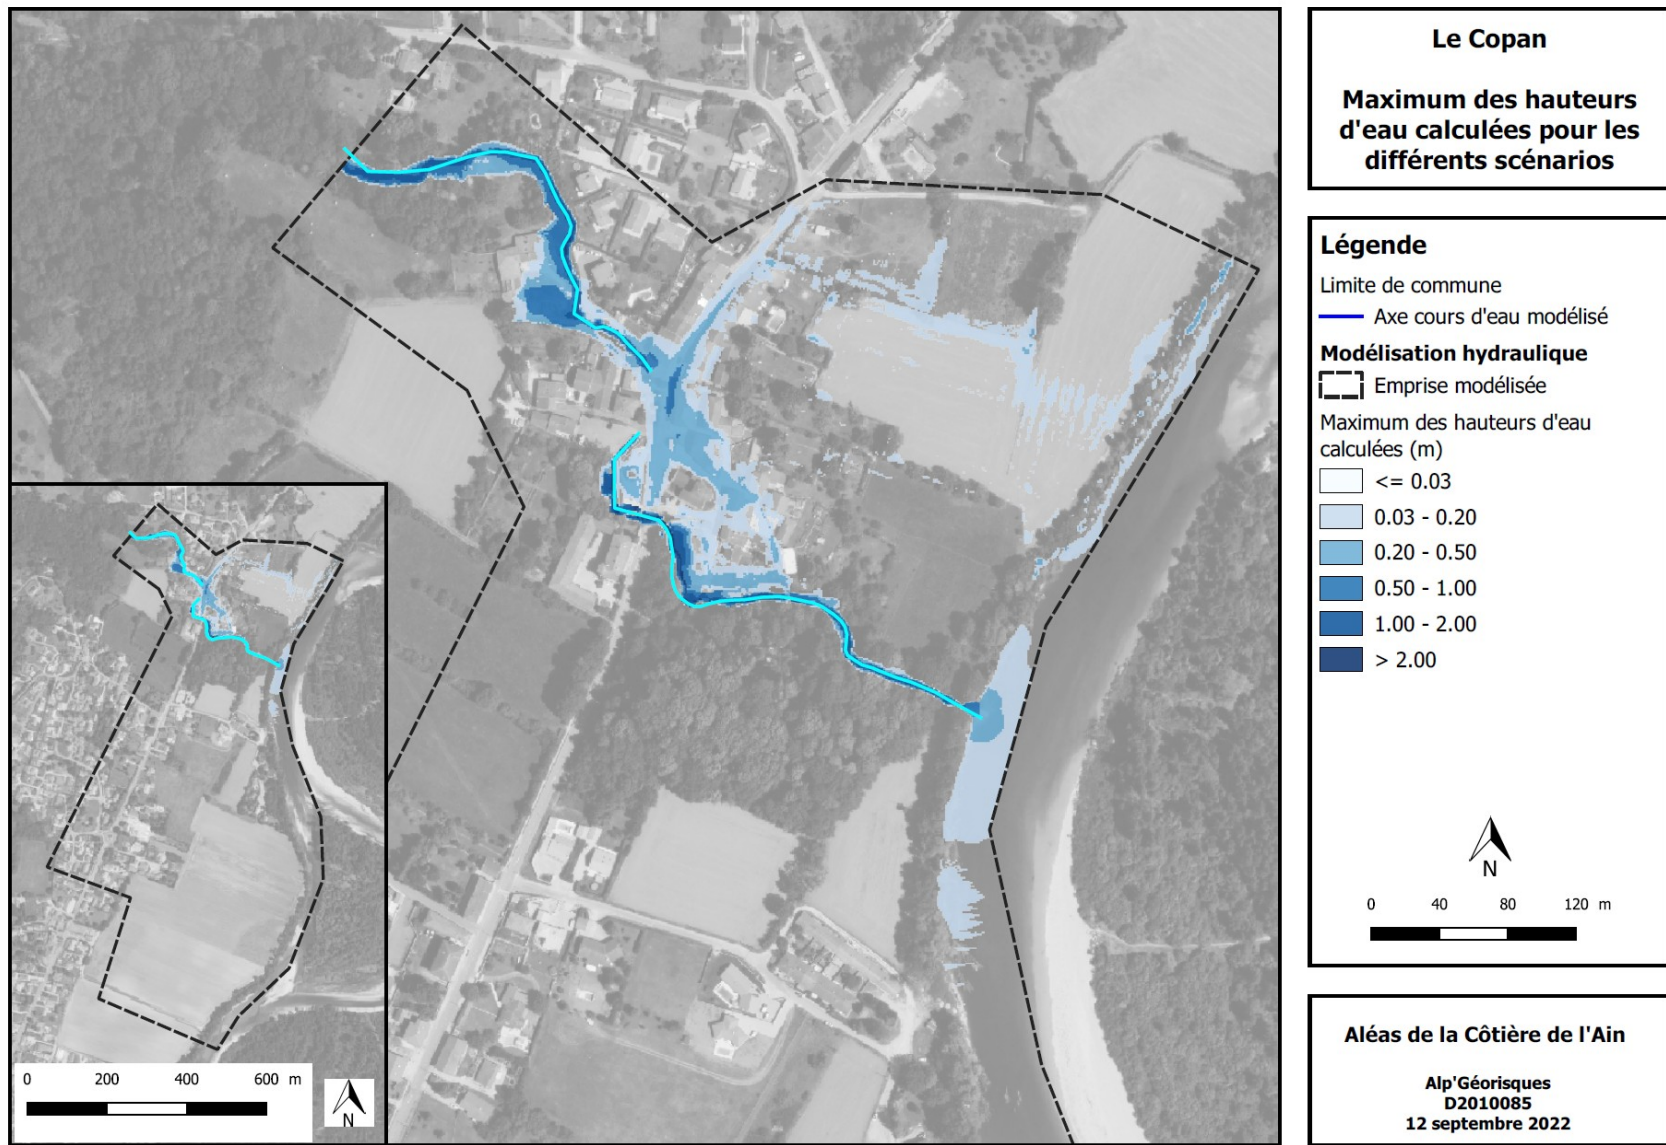 Le Copan
Maximum des hauteurs
d'eau calculées pour les
différents scénarios
Légende
Limite de commune
Axe cours d'eau modélisé
Modélisation hydraulique
Emprise modélisée
Maximum des hauteurs d'eau
calculées (m)
<= 0.03
0.03 - 0.20
0.20 - 0.50
0.50 - 1.00
1.00 - 2.00
> 2.00
N
0 40 80 120 m
Aléas de la Côtière de l'Ain
Alp'Géorisques
D2010085
12 septembre 2022
0 200 400 600 m
N